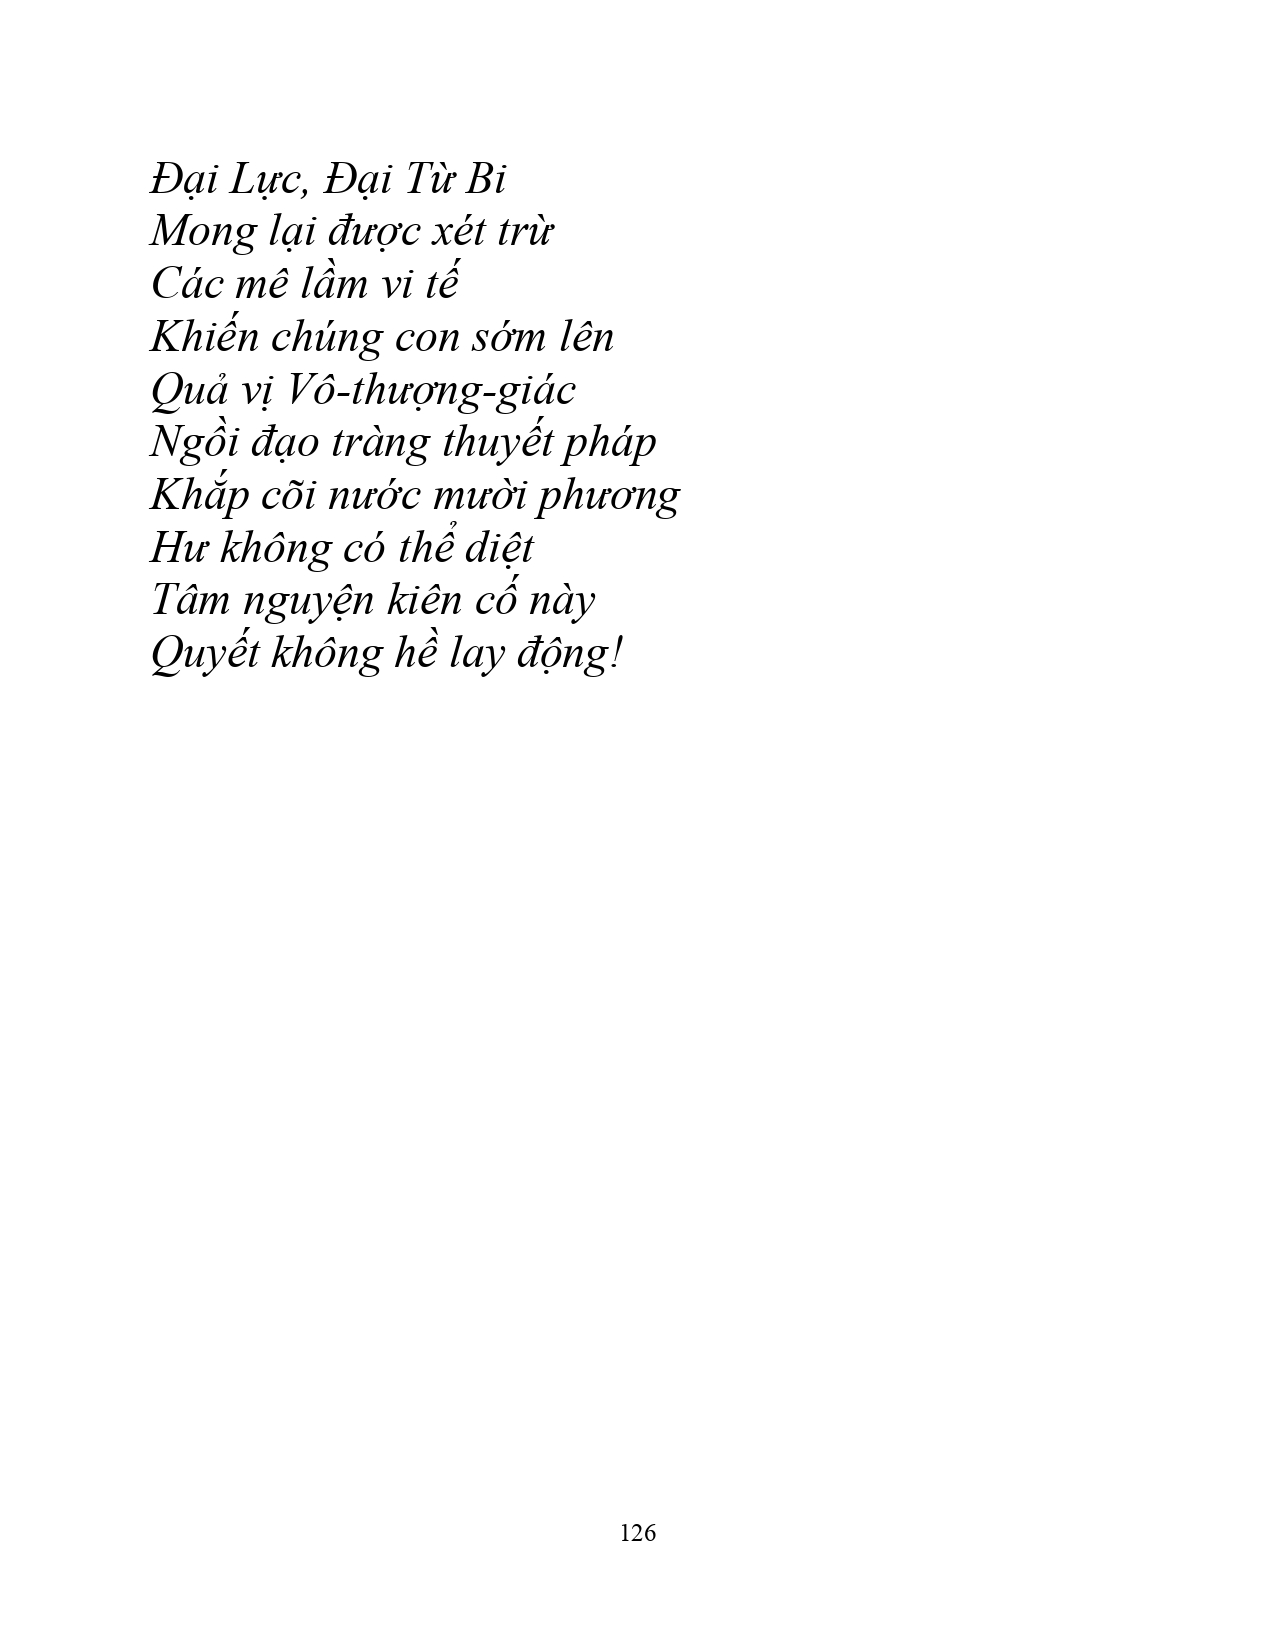 Đại Lực, Đại Từ Bi
Mong lại được xét trừ
Các mê lầm vi tế
Khiến chúng con sớm lên
Quả vị Vô-thượng-giác
Ngồi đạo tràng thuyết pháp
Khắp cõi nước mười phương
Hư không có thể diệt
Tâm nguyện kiên cố này
Quyết không hề lay động!
126